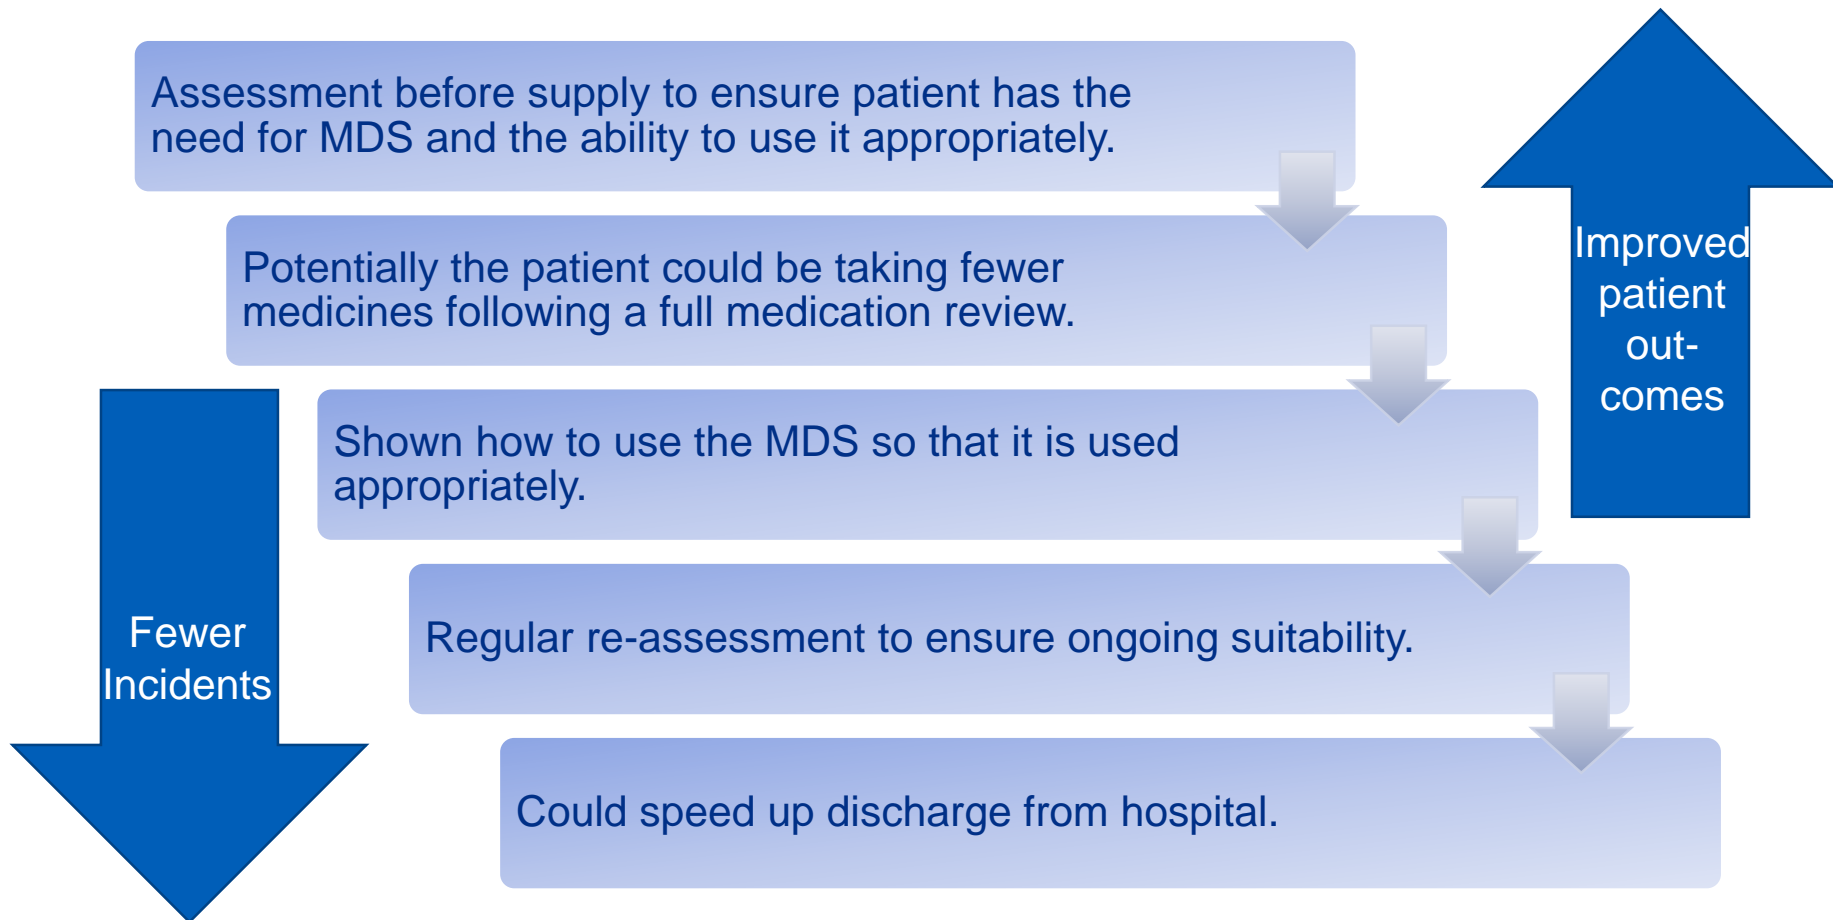 Assessment before supply to ensure patient has the
need for MDS and the ability to use it appropriately.
Potentially the patient could be taking fewer
medicines following a full medication review.
Shown how to use the MDS so that it is used
appropriately.
Regular re-assessment to ensure ongoing suitability.
Could speed up discharge from hospital.
Fewer
Incidents
Improved
patient
out-
comes